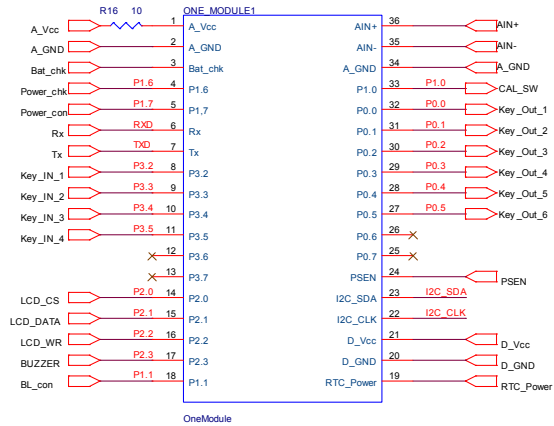 R16 10 ONE_MODULE1
A_Vcc 1 A_Vcc AIN+ 36 AIN+
A_GND 2 A_GND AIN- 35 AIN-
Bat_chk 3 Bat_chk A_GND 34 A_GND
Power_chk P1.6 4 P1.6 P1.0 33 P1.0 CAL_SW
Power_con P1.7 5 P1,7 P0.0 32 P0.0 Key_Out_1
Rx RXD 6 Rx P0.1 31 P0.1 Key_Out_2
Tx TXD 7 Tx P0.2 30 P0.2 Key_Out_3
Key_IN_1 P3.2 8 P3.2 P0.3 29 P0.3 Key_Out_4
Key_IN_2 P3.3 9 P3.3 P0.4 28 P0.4 Key_Out_5
Key_IN_3 P3.4 10 P3.4 P0.5 27 P0.5 Key_Out_6
Key_IN_4 P3.5 11 P3.5 P0.6 26
12 P3.6 P0.7 25
13 P3.7 PSEN 24 PSEN
LCD_CS P2.0 14 P2.0 I2C_SDA 23 I2C_SDA
LCD_DATA P2.1 15 P2.1 I2C_CLK 22 I2C_CLK
LCD_WR P2.2 16 P2.2 D_Vcc 21 D_Vcc
BUZZER P2.3 17 P2.3 D_GND 20 D_GND
BL_con P1.1 18 P1.1 RTC_Power 19 RTC_Power
OneModule